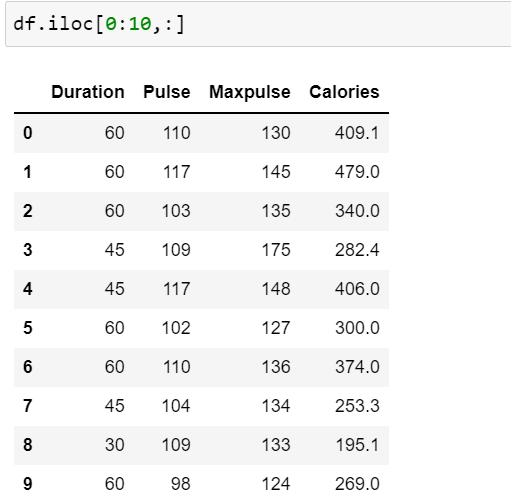 df.iloc[0:10,:]
Duration Pulse Maxpulse Calories
0 60 110 130 409.1
1 60 117 145 479.0
2 60 103 135 340.0
3 45 109 175 282.4
4 45 117 148 406.0
5 60 102 127 300.0
6 60 110 136 374.0
7 45 104 134 253.3
8 30 109 133 195.1
9 60 98 124 269.0